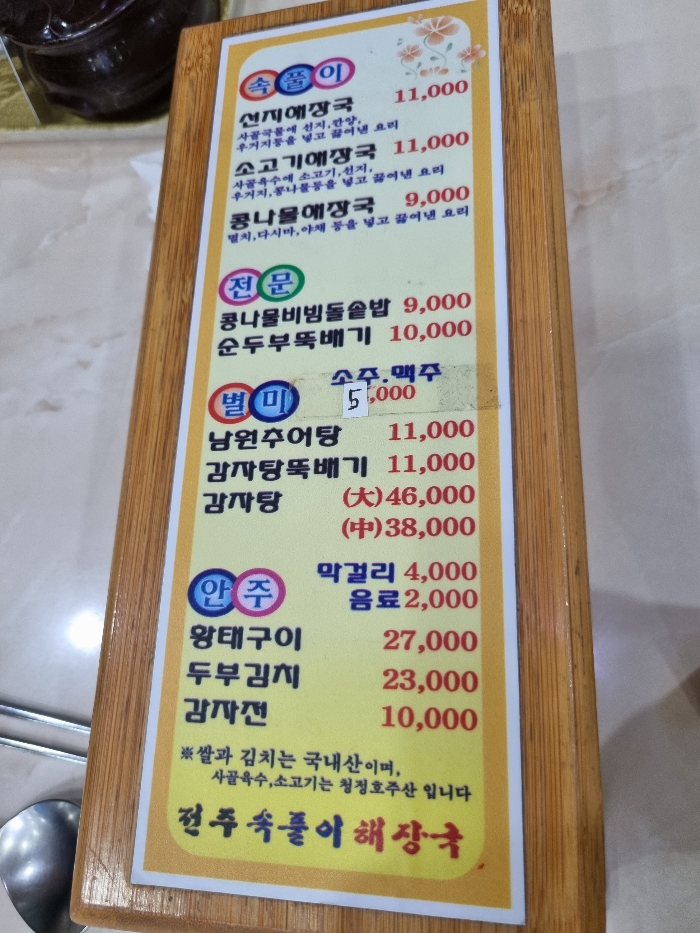 속풀이
선지해장국 11,000
사골국물에 선지,깐양,
우거지등을 넣고 끓여낸 요리
소고기해장국 11,000
사골육수에 소고기,선지,
우거지,콩나물등을 넣고 끓여낸 요리
콩나물해장국 9,000
멸치,다시마,야채 등을 넣고 끓여낸 요리
전문
콩나물비빔돌솥밥 9,000
순두부뚝배기 10,000
소주.맥주
별미 5,000
남원추어탕 11,000
감자탕뚝배기 11,000
감자탕 (大)46,000
(中)38,000
막걸리 4,000
안주 음료2,000
황태구이 27,000
두부김치 23,000
감자전 10,000
※쌀과 김치는 국내산이며,
사골육수,소고기는 청정호주산 입니다
전주속풀이해장국